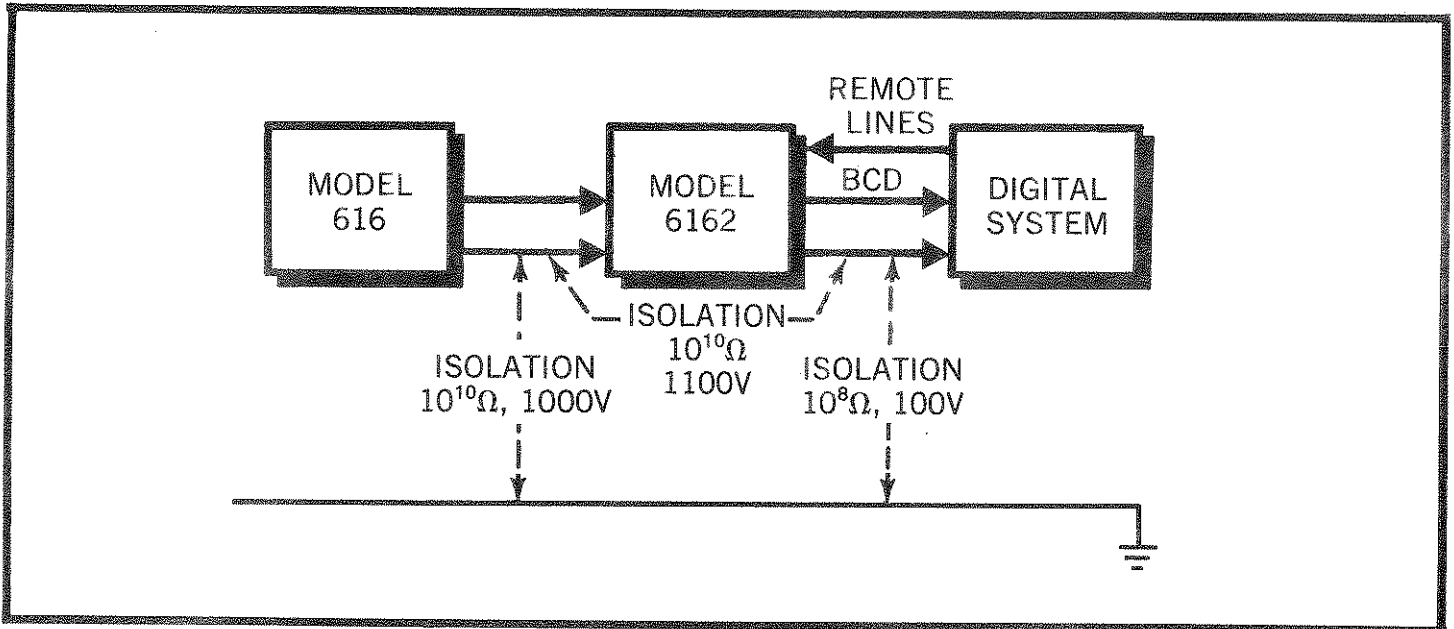 REMOTE
LINES
MODEL
616
MODEL
6162
BCD
DIGITAL
SYSTEM
ISOLATION
10¹⁰Ω
1100V
ISOLATION
10¹⁰Ω, 1000V
ISOLATION
10⁸Ω, 100V